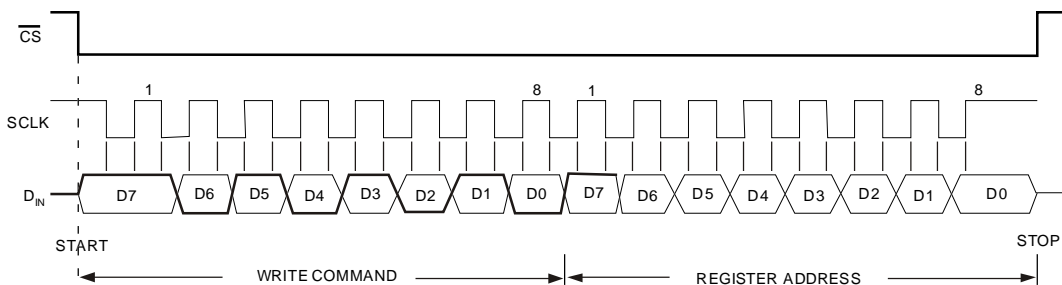 CS
1 8 1 8
SCLK
D7 D6 D5 D4 D3 D2 D1 D0 D7 D6 D5 D4 D3 D2 D1 D0
DIN
START STOP
WRITE COMMAND REGISTER ADDRESS